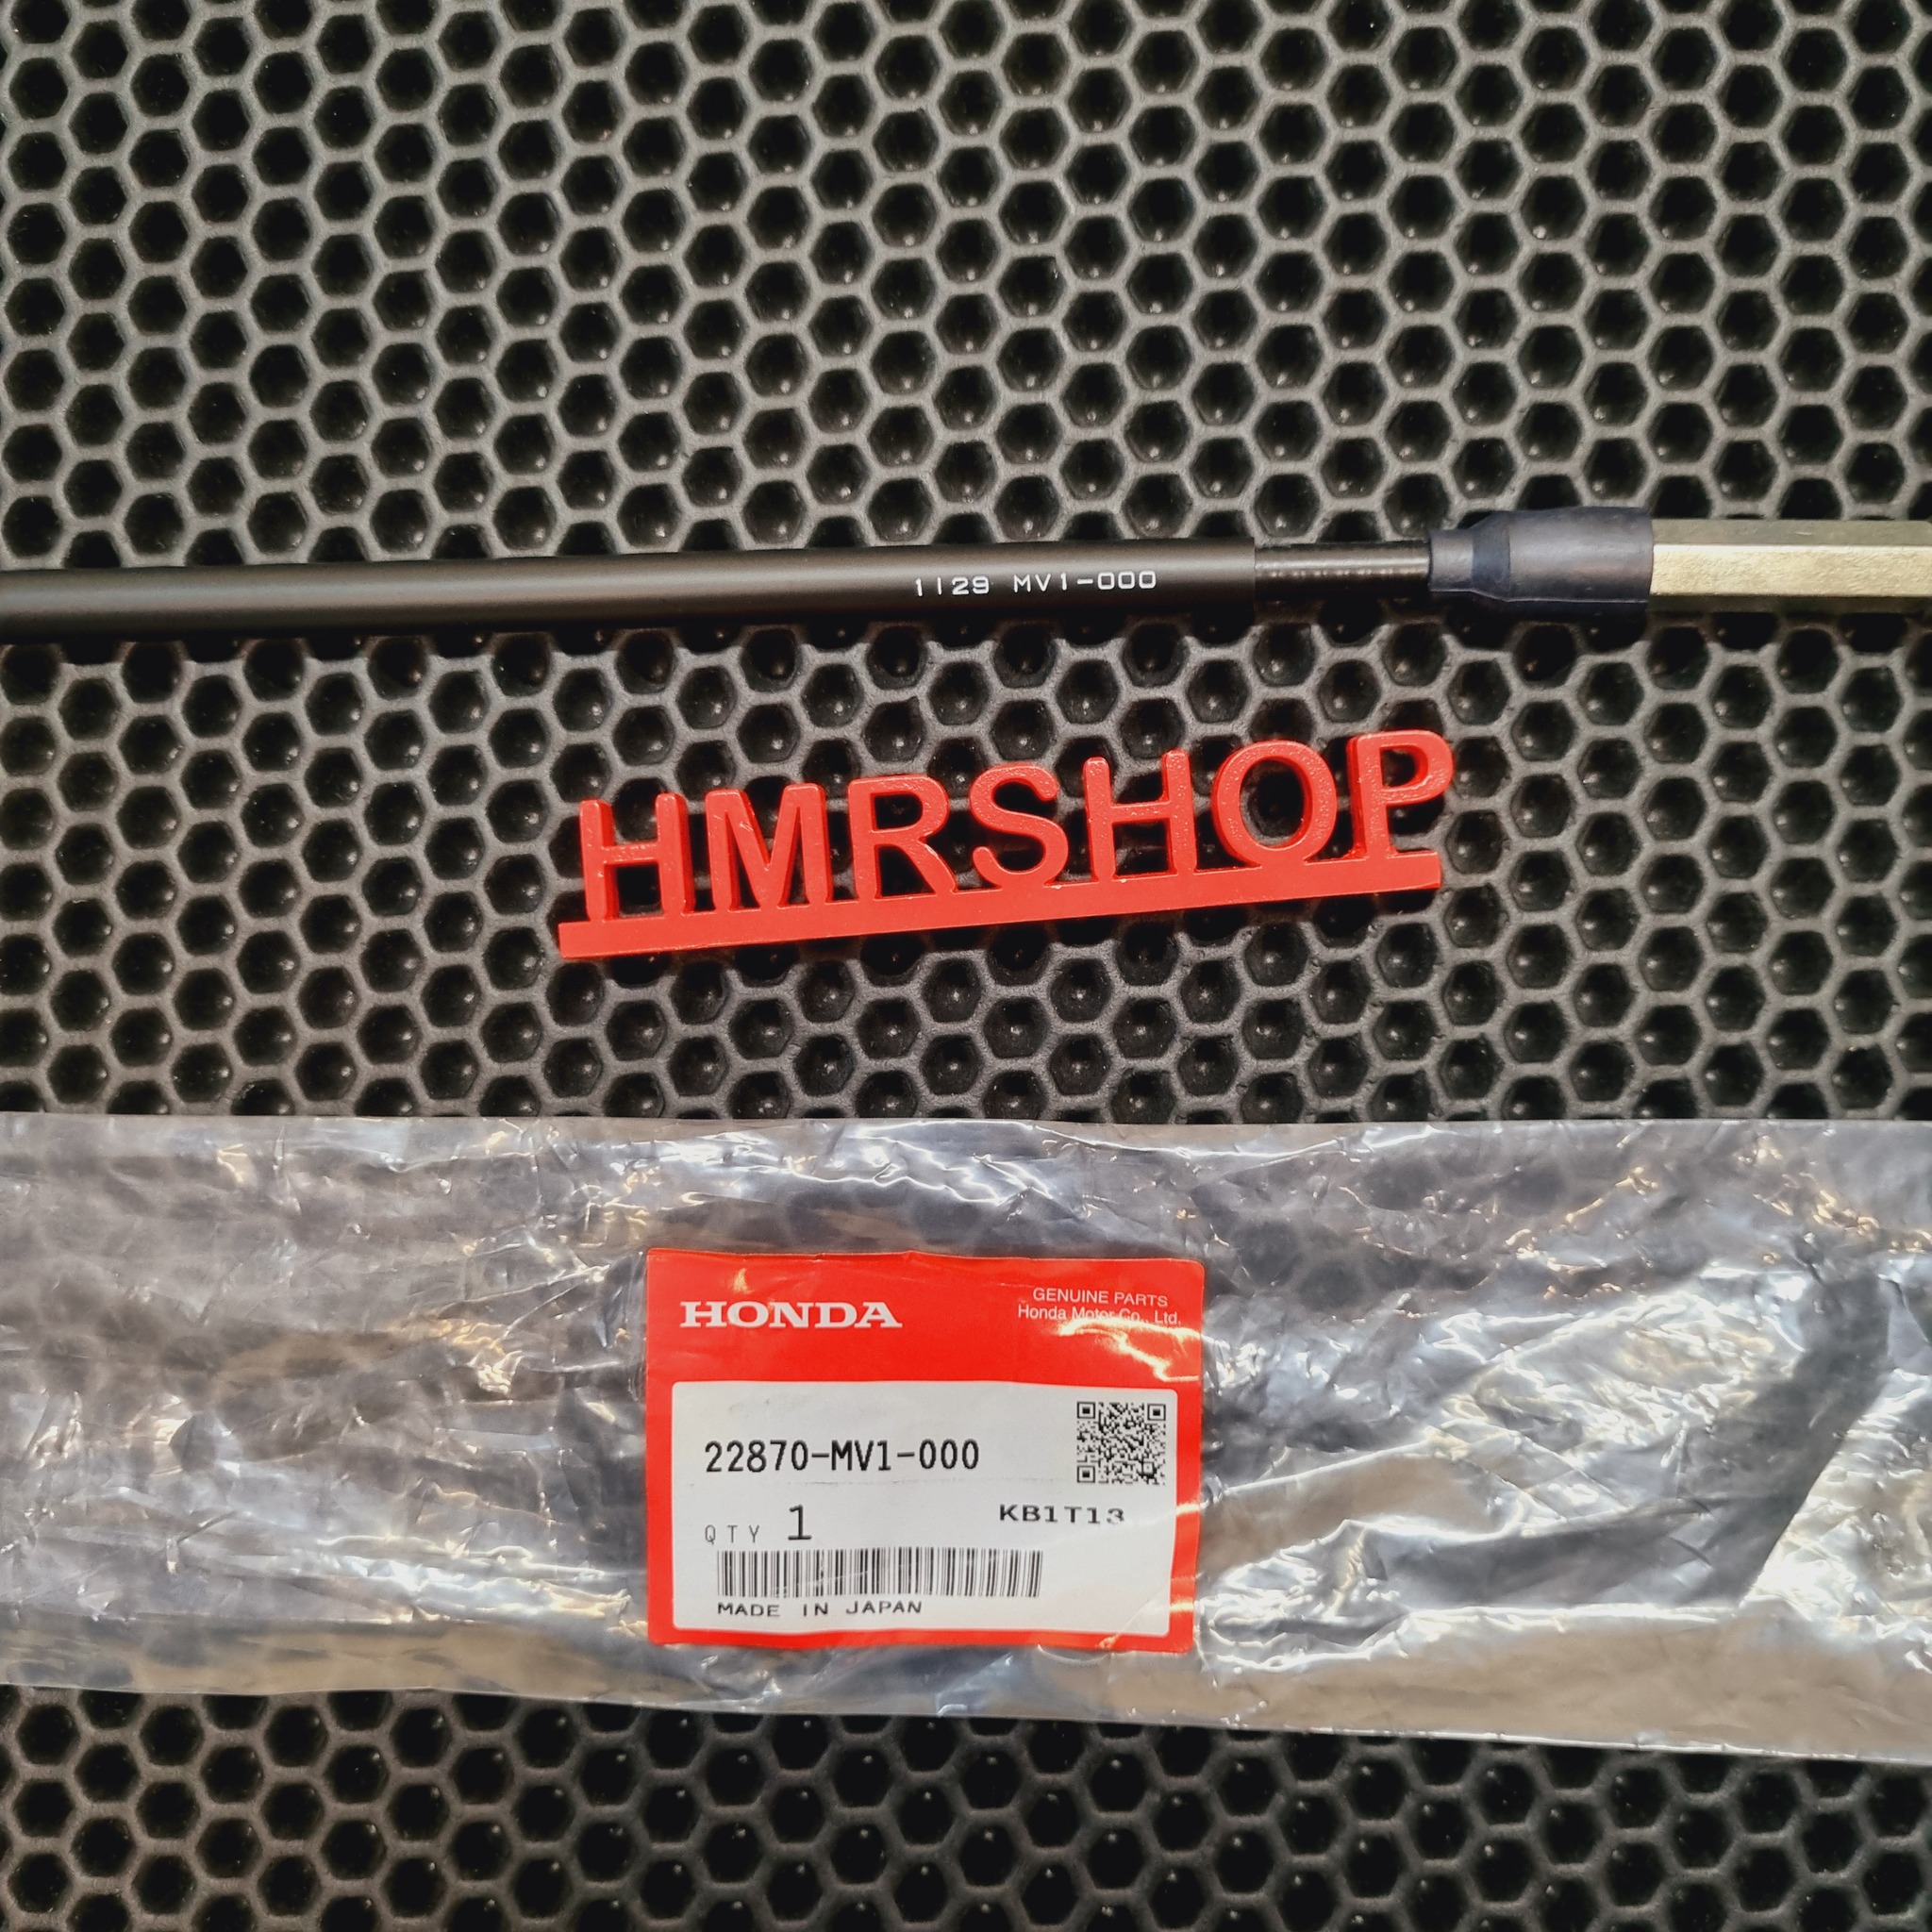 1129 MV1-000
HMRSHOP
HONDA
GENUINE PARTS
Honda Motor Co., Ltd.
22870-MV1-000
QTY 1
KB1T13
MADE IN JAPAN